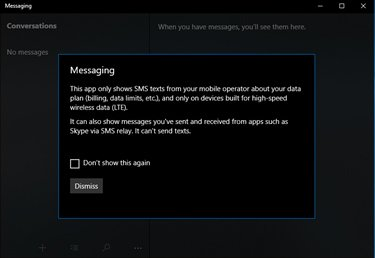 Messaging
Conversations
When you have messages, you'll see them here.
No messages
Messaging
This app only shows SMS texts from your mobile operator about your data
plan (billing, data limits, etc.), and only on devices built for high-speed
wireless data (LTE).
It can also show messages you've sent and received from apps such as
Skype via SMS relay. It can't send texts.
Don't show this again
Dismiss